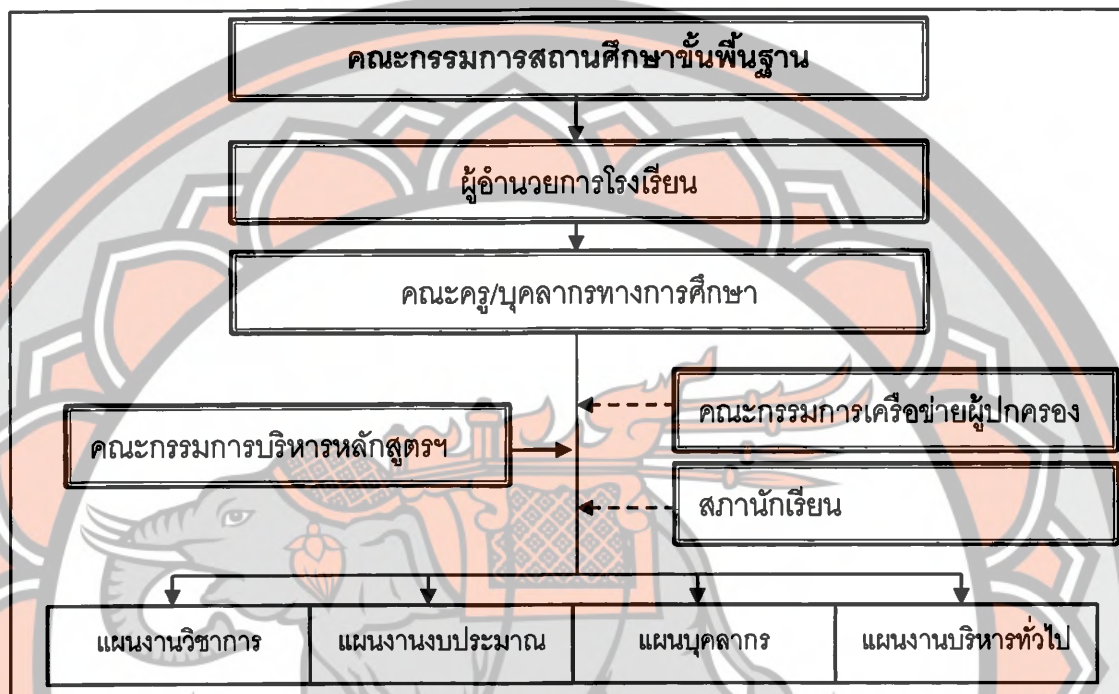 คณะกรรมการสถานศึกษาขั้นพื้นฐาน
ผู้อำนวยการโรงเรียน
คณะครู/บุคลากรทางการศึกษา
คณะกรรมการเครือข่ายผู้ปกครอง
คณะกรรมการบริหารหลักสูตรฯ
สภานักเรียน
แผนงานวิชาการ
แผนงานงบประมาณ
แผนบุคลากร
แผนงานบริหารทั่วไป